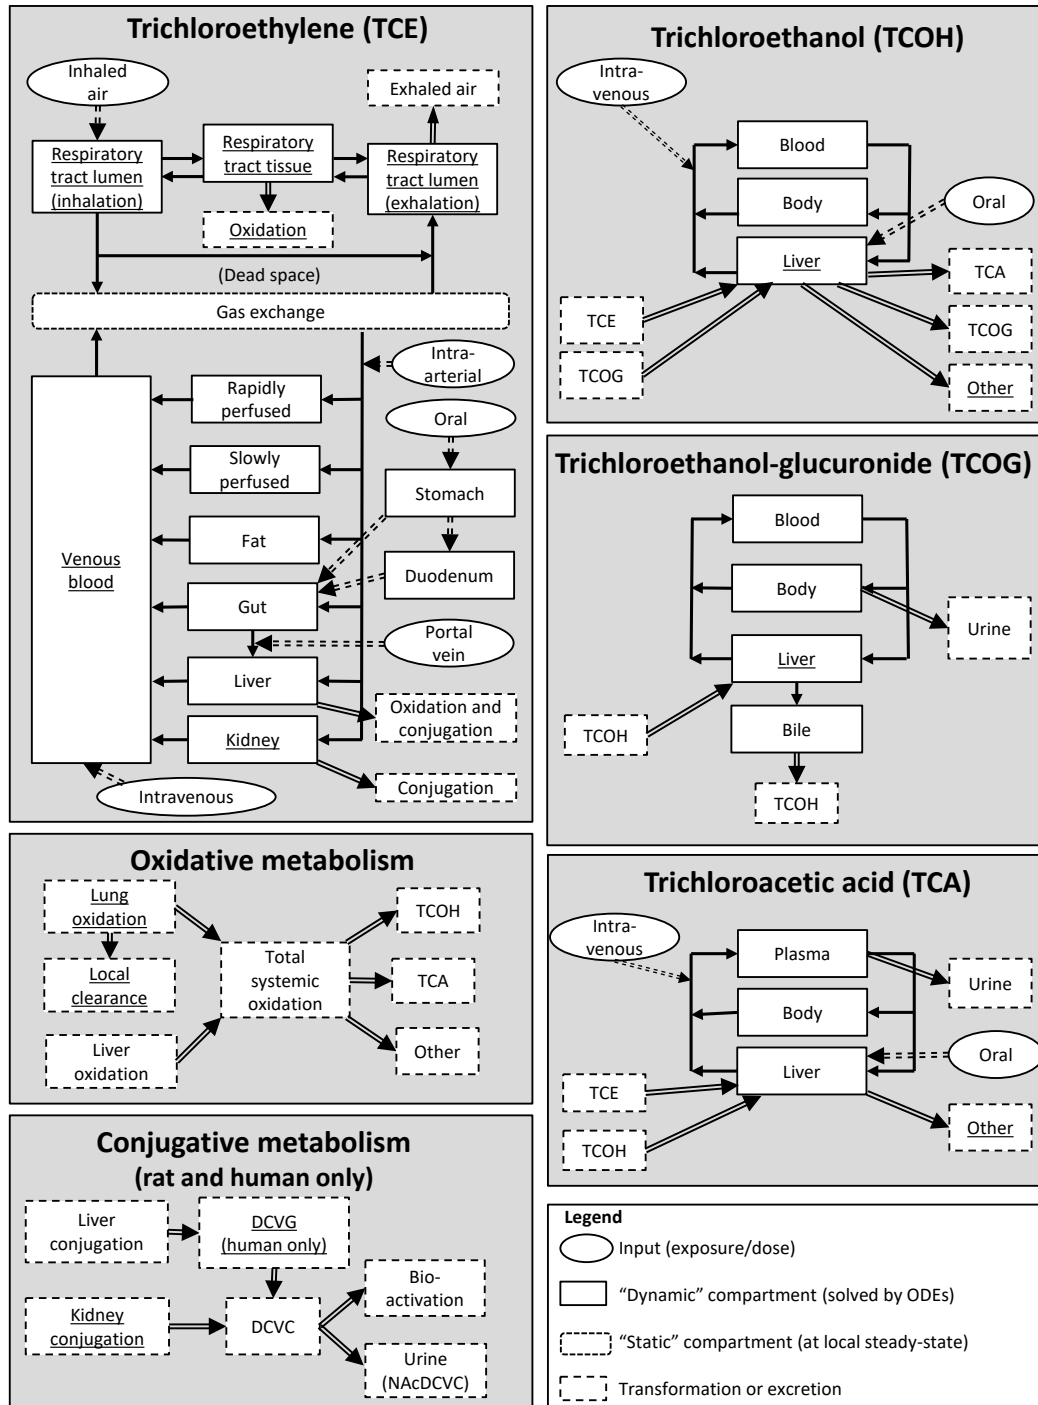 Trichloroethylene (TCE)
Inhaled
air
Exhaled air
Respiratory
tract lumen
(inhalation)
Respiratory
tract tissue
Respiratory
tract lumen
(exhalation)
Oxidation
(Dead space)
Gas exchange
Intra-
arterial
Rapidly
perfused
Oral
Slowly
perfused
Stomach
Fat
Duodenum
Venous
blood
Gut
Portal
vein
Liver
Oxidation and
conjugation
Kidney
Conjugation
Intravenous
Oxidative metabolism
Lung
oxidation
Local
clearance
Liver
oxidation
Total
systemic
oxidation
TCOH
TCA
Other
Conjugative metabolism
(rat and human only)
Liver
conjugation
DCVG
(human only)
Kidney
conjugation
DCVC
Bio-
activation
Urine
(NAcDCVC)
Trichloroethanol (TCOH)
Intra-
venous
Blood
Body
Oral
Liver
TCA
TCE
TCOG
TCOG
Other
Trichloroethanol-glucuronide (TCOG)
Blood
Body
Urine
Liver
TCOH
Bile
TCOH
Trichloroacetic acid (TCA)
Intra-
venous
Plasma
Urine
Body
Oral
Liver
TCE
TCOH
Other
Legend
Input (exposure/dose)
“Dynamic” compartment (solved by ODEs)
“Static” compartment (at local steady-state)
Transformation or excretion